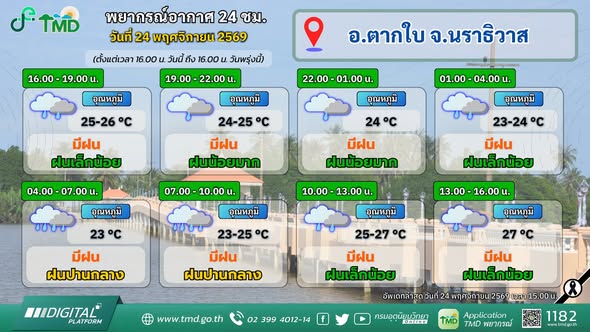 TMD
พยากรณ์อากาศ 24 ชม.
วันที่ 24 พฤศจิกายน 2569
(ตั้งแต่เวลา 16.00 น. วันนี้ ถึง 16.00 น. วันพรุ่งนี้)
อ.ตากใบ จ.นราธิวาส
16.00 - 19.00 น.
อุณหภูมิ
25-26 °C
มีฝน
ฝนเล็กน้อย
19.00 - 22.00 น.
อุณหภูมิ
24-25 °C
มีฝน
ฝนน้อยมาก
22.00 - 01.00 น.
อุณหภูมิ
24 °C
มีฝน
ฝนน้อยมาก
01.00 - 04.00 น.
อุณหภูมิ
23-24 °C
มีฝน
ฝนเล็กน้อย
04.00 - 07.00 น.
อุณหภูมิ
23 °C
มีฝน
ฝนปานกลาง
07.00 - 10.00 น.
อุณหภูมิ
23-25 °C
มีฝน
ฝนปานกลาง
10.00 - 13.00 น.
อุณหภูมิ
25-27 °C
มีฝน
ฝนเล็กน้อย
13.00 - 16.00 น.
อุณหภูมิ
27 °C
มีฝน
ฝนเล็กน้อย
อัพเดทล่าสุด วันที่ 24 พฤศจิกายน 2569 เวลา 15.00 น.
DIGITAL
PLATFORM
www.tmd.go.th
02 399 4012-14
กรมอุตุนิยมวิทยา
TMD
Application
TMD พยากรณ์
1182
www.tmd.go.th